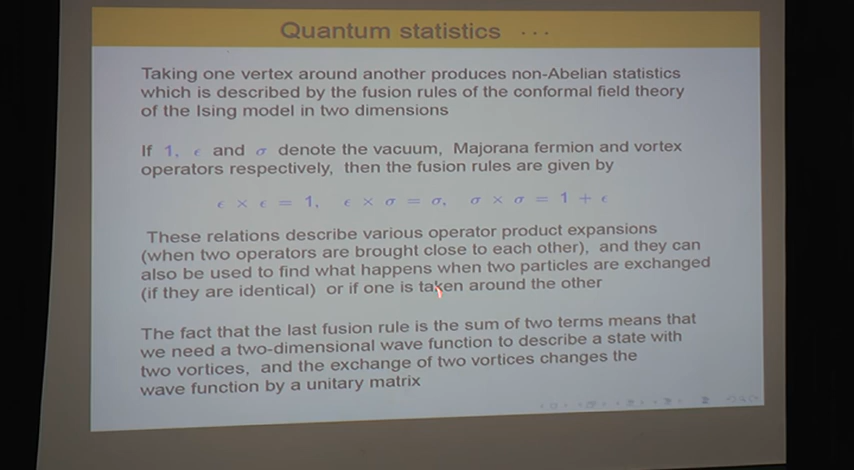 Quantum statistics ...
Taking one vertex around another produces non-Abelian statistics
which is described by the fusion rules of the conformal field theory
of the Ising model in two dimensions
If 1, ϵ and σ denote the vacuum, Majorana fermion and vortex
operators respectively, then the fusion rules are given by
ϵ × ϵ = 1, ϵ × σ = σ, σ × σ = 1 + ϵ
These relations describe various operator product expansions
(when two operators are brought close to each other), and they can
also be used to find what happens when two particles are exchanged
(if they are identical) or if one is taken around the other
The fact that the last fusion rule is the sum of two terms means that
we need a two-dimensional wave function to describe a state with
two vortices, and the exchange of two vortices changes the
wave function by a unitary matrix